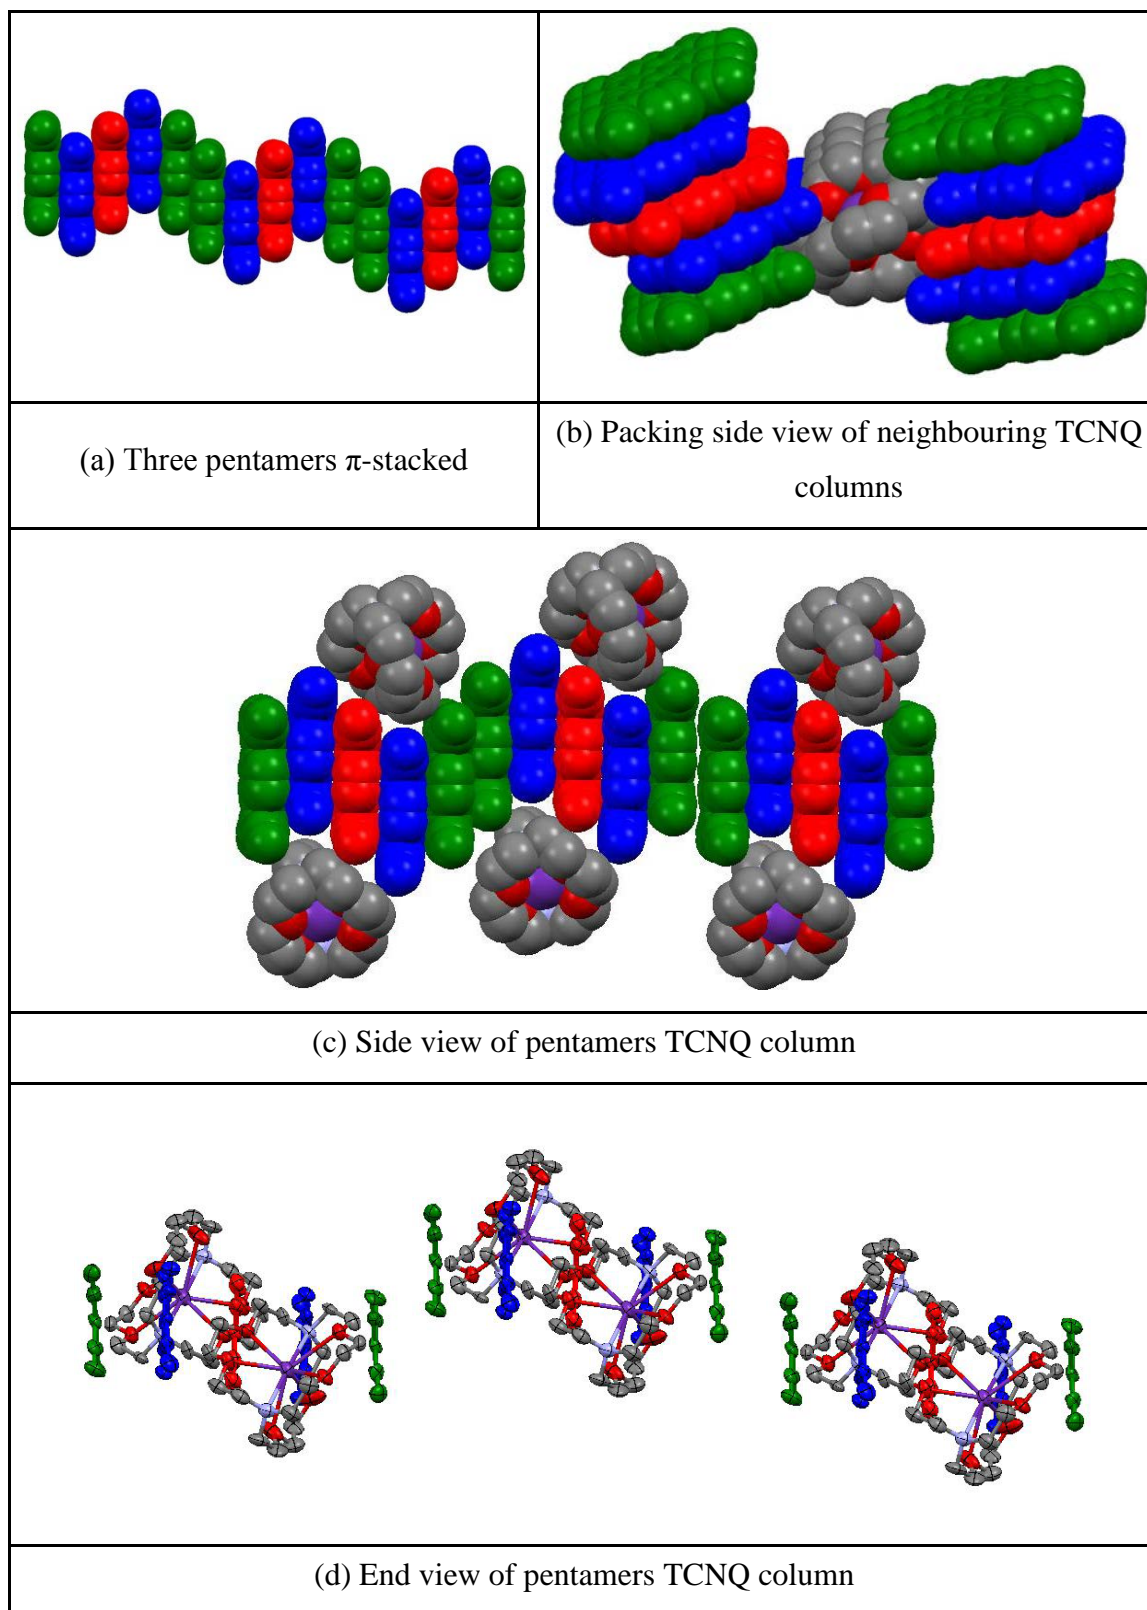 (a) Three pentamers π-stacked
(b) Packing side view of neighbouring TCNQ
columns
(c) Side view of pentamers TCNQ column
(d) End view of pentamers TCNQ column